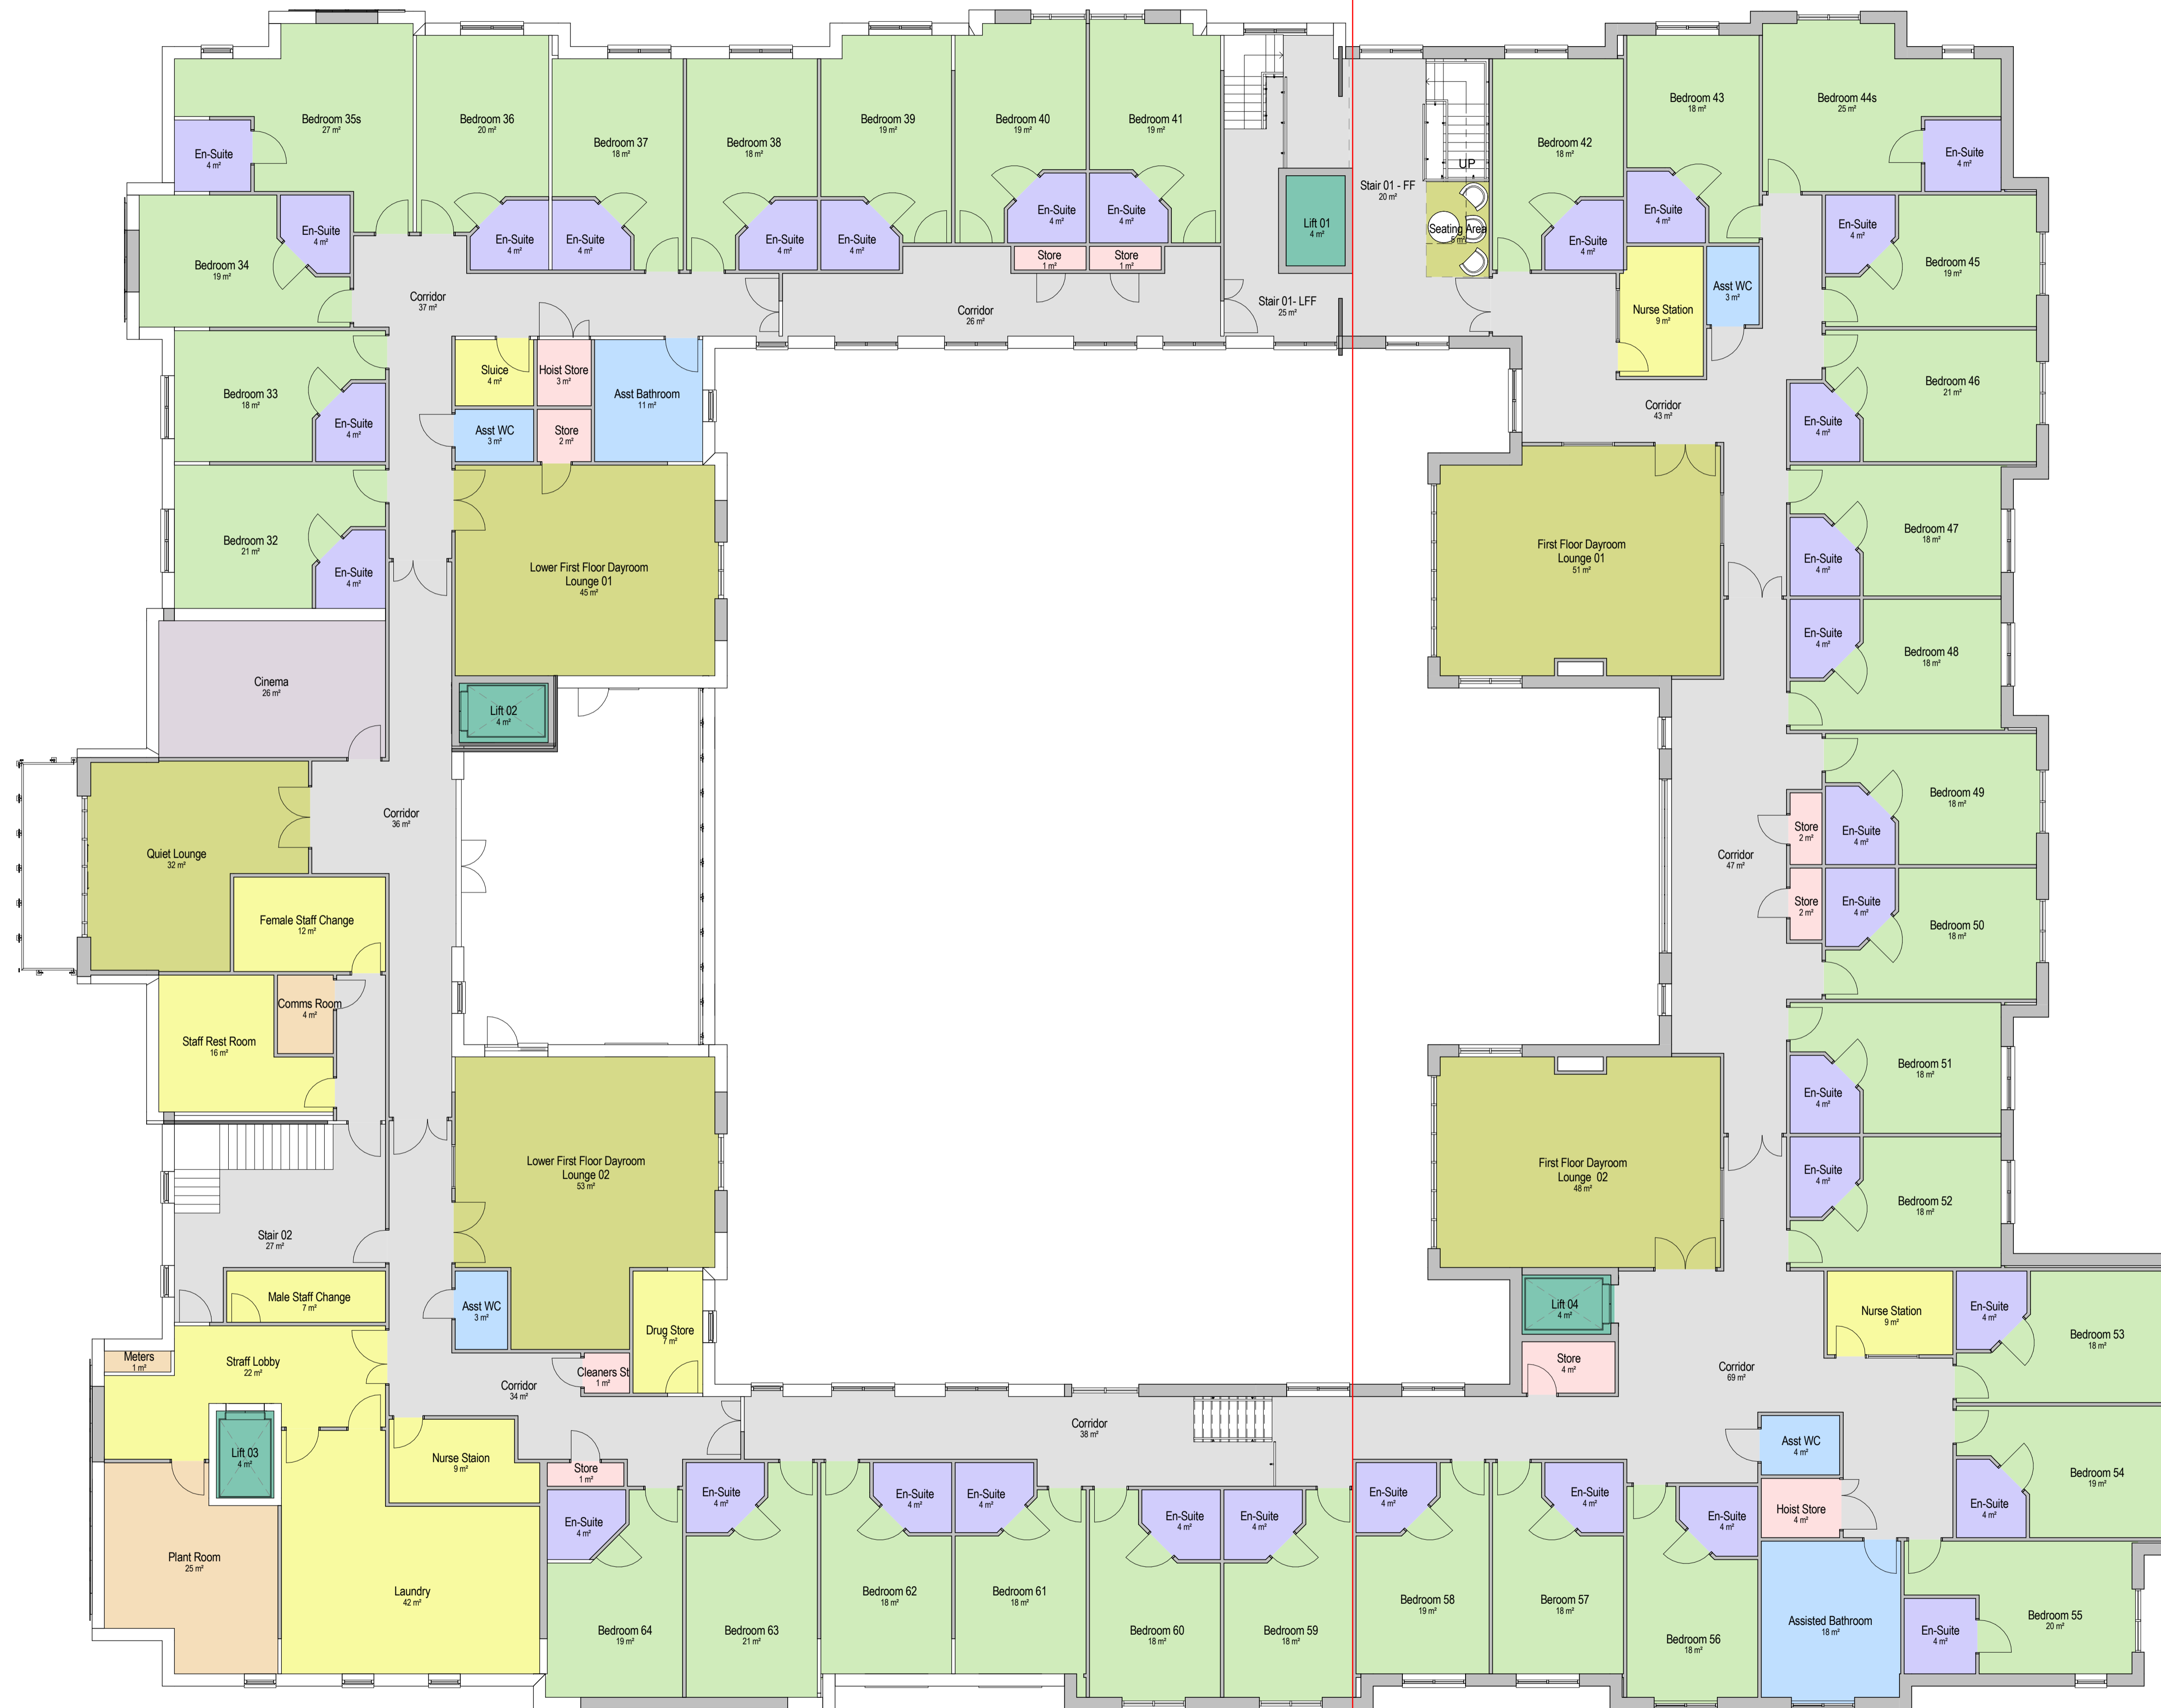 Bedroom 35s
27 m²
En-Suite
4 m²
Bedroom 36
20 m²
En-Suite
4 m²
Bedroom 37
18 m²
En-Suite
4 m²
Bedroom 38
18 m²
En-Suite
4 m²
Bedroom 39
19 m²
En-Suite
4 m²
Bedroom 40
19 m²
En-Suite
4 m²
Bedroom 41
19 m²
En-Suite
4 m²
Store
1 m²
Store
1 m²
Lift 01
4 m²
Stair 01 - FF
20 m²
UP
Seating Area
5 m²
Stair 01- LFF
25 m²
Bedroom 42
18 m²
En-Suite
4 m²
Bedroom 43
18 m²
En-Suite
4 m²
Bedroom 44s
25 m²
En-Suite
4 m²
Bedroom 34
19 m²
En-Suite
4 m²
Corridor
37 m²
Corridor
26 m²
Nurse Station
9 m²
Asst WC
3 m²
En-Suite
4 m²
Bedroom 45
19 m²
Bedroom 33
18 m²
En-Suite
4 m²
Sluice
4 m²
Hoist Store
3 m²
Asst Bathroom
11 m²
Asst WC
3 m²
Store
2 m²
Corridor
43 m²
Bedroom 46
21 m²
En-Suite
4 m²
Bedroom 32
21 m²
En-Suite
4 m²
Lower First Floor Dayroom
Lounge 01
45 m²
First Floor Dayroom
Lounge 01
51 m²
Bedroom 47
18 m²
En-Suite
4 m²
En-Suite
4 m²
Bedroom 48
18 m²
Cinema
26 m²
Lift 02
4 m²
Corridor
36 m²
Quiet Lounge
32 m²
Female Staff Change
12 m²
Corridor
47 m²
Store
2 m²
En-Suite
4 m²
Bedroom 49
18 m²
Store
2 m²
En-Suite
4 m²
Bedroom 50
18 m²
Comms Room
4 m²
Staff Rest Room
16 m²
Bedroom 51
18 m²
En-Suite
4 m²
Lower First Floor Dayroom
Lounge 02
53 m²
First Floor Dayroom
Lounge  02
48 m²
En-Suite
4 m²
Bedroom 52
18 m²
Stair 02
27 m²
Male Staff Change
7 m²
Asst WC
3 m²
Drug Store
7 m²
Lift 04
4 m²
Nurse Station
9 m²
En-Suite
4 m²
Bedroom 53
18 m²
Meters
1 m²
Straff Lobby
22 m²
Cleaners St
1 m²
Corridor
34 m²
Store
4 m²
Corridor
69 m²
Corridor
38 m²
Lift 03
4 m²
Nurse Staion
9 m²
Store
1 m²
Asst WC
4 m²
Bedroom 54
19 m²
En-Suite
4 m²
En-Suite
4 m²
En-Suite
4 m²
En-Suite
4 m²
En-Suite
4 m²
En-Suite
4 m²
En-Suite
4 m²
En-Suite
4 m²
En-Suite
4 m²
En-Suite
4 m²
Hoist Store
4 m²
Plant Room
25 m²
Laundry
42 m²
Bedroom 64
19 m²
Bedroom 63
21 m²
Bedroom 62
18 m²
Bedroom 61
18 m²
Bedroom 60
18 m²
Bedroom 59
18 m²
Bedroom 58
19 m²
Beroom 57
18 m²
Bedroom 56
18 m²
Assisted Bathroom
18 m²
En-Suite
4 m²
Bedroom 55
20 m²